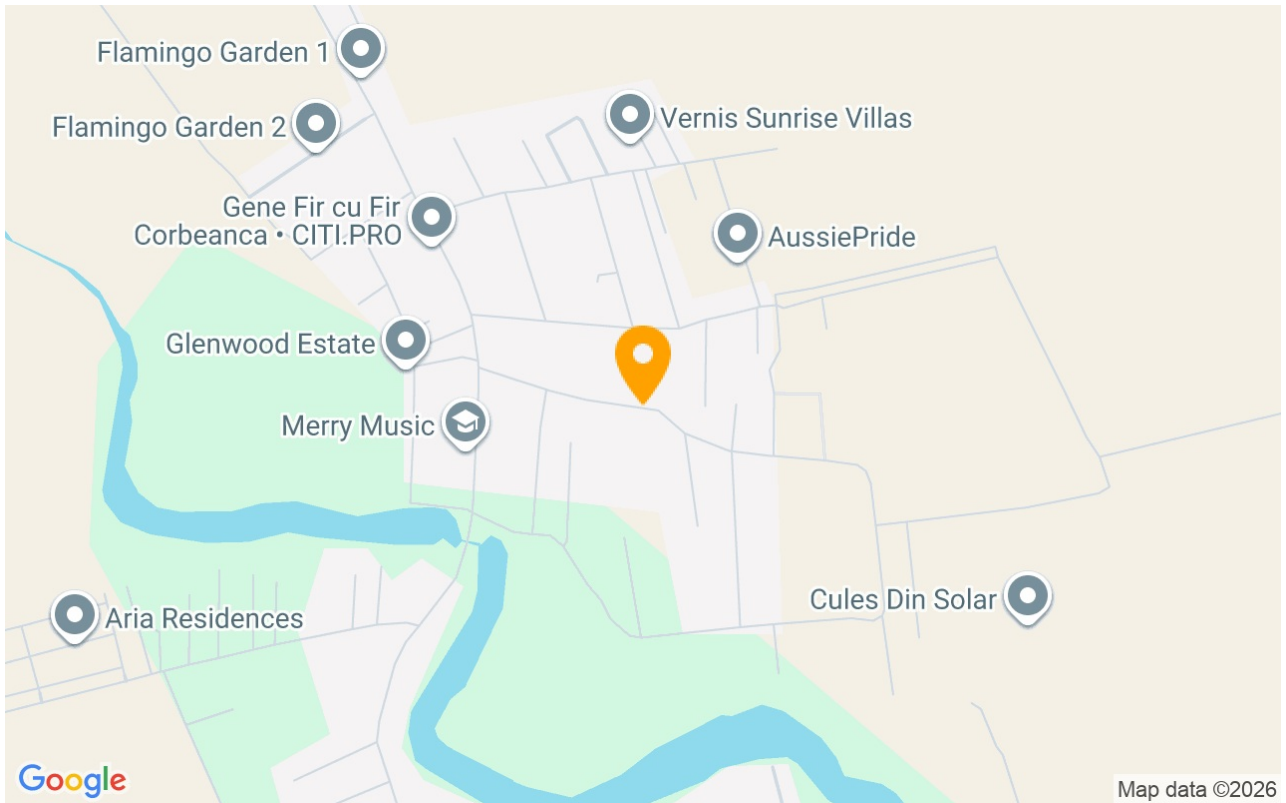 Flamingo Garden 1
Flamingo Garden 2
Vernis Sunrise Villas
Gene Fir cu Fir
Corbeanca • CITI.PRO
AussiePride
Glenwood Estate
Merry Music
Cules Din Solar
Aria Residences
Google
Map data ©2026